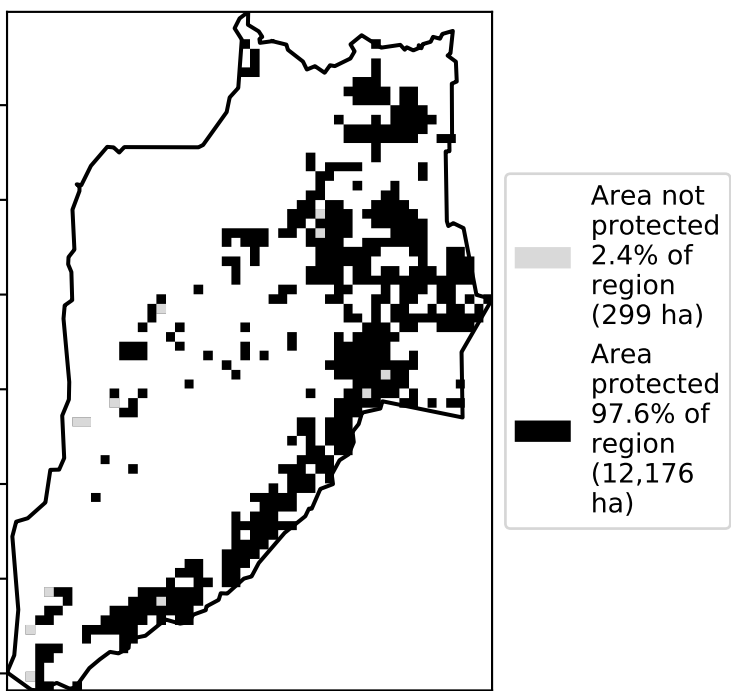 Area not
protected
2.4% of
region
(299 ha)
Area
protected
97.6% of
region
(12,176
ha)